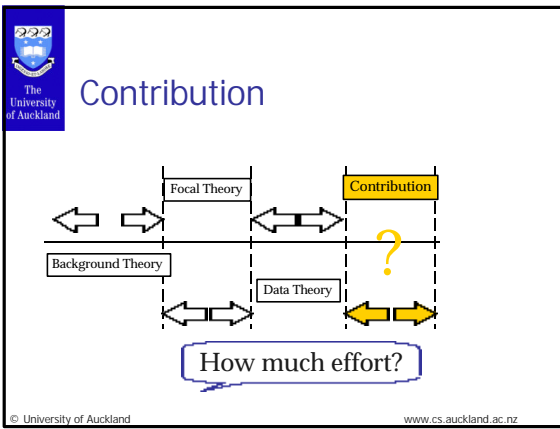 The
University
of Auckland
Contribution
Focal Theory
Contribution
?
Background Theory
Data Theory
How much effort?
© University of Auckland
www.cs.auckland.ac.nz